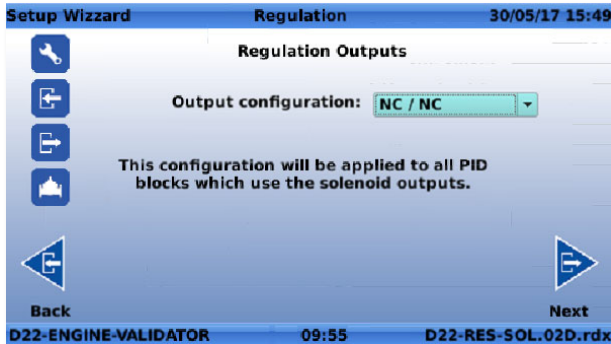 Setup Wizzard Regulation 30/05/17 15:49
Regulation Outputs
Output configuration: NC / NC
This configuration will be applied to all PID
blocks which use the solenoid outputs.
Back Next
D22-ENGINE-VALIDATOR 09:55 D22-RES-SOL.02D.rdx